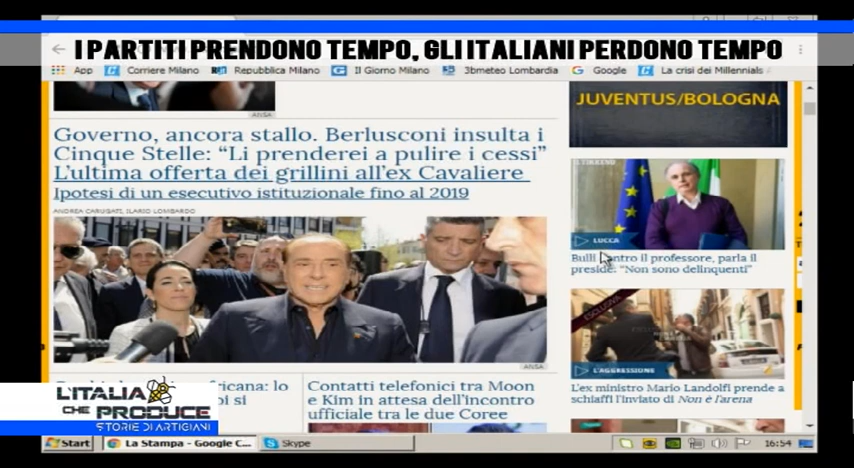 I PARTITI PRENDONO TEMPO, GLI ITALIANI PERDONO TEMPO
App Corriere Milano Repubblica Milano Il Giorno Milano 3bmeteo Lombardia Google La crisi dei Millennials
ANSA
JUVENTUS/BOLOGNA
Governo, ancora stallo. Berlusconi insulta i
Cinque Stelle: “Li prenderei a pulire i cessi”
L’ultima offerta dei grillini all’ex Cavaliere
Ipotesi di un esecutivo istituzionale fino al 2019
ANDREA CARUGATI, ILARIO LOMBARDO
ANSA
LUCCA
Bulli contro il professore, parla il
preside: “Non sono delinquenti”
ESCLUSIVA
L’AGGRESSIONE
L’ex ministro Mario Landolfi prende a
schiaffi l’inviato di Non è l’arena
Contatti telefonici tra Moon
e Kim in attesa dell’incontro
ufficiale tra le due Coree
L'ITALIA
CHE PRODUCE
STORIE DI ARTIGIANI
Start La Stampa - Google C... Skype 16:54